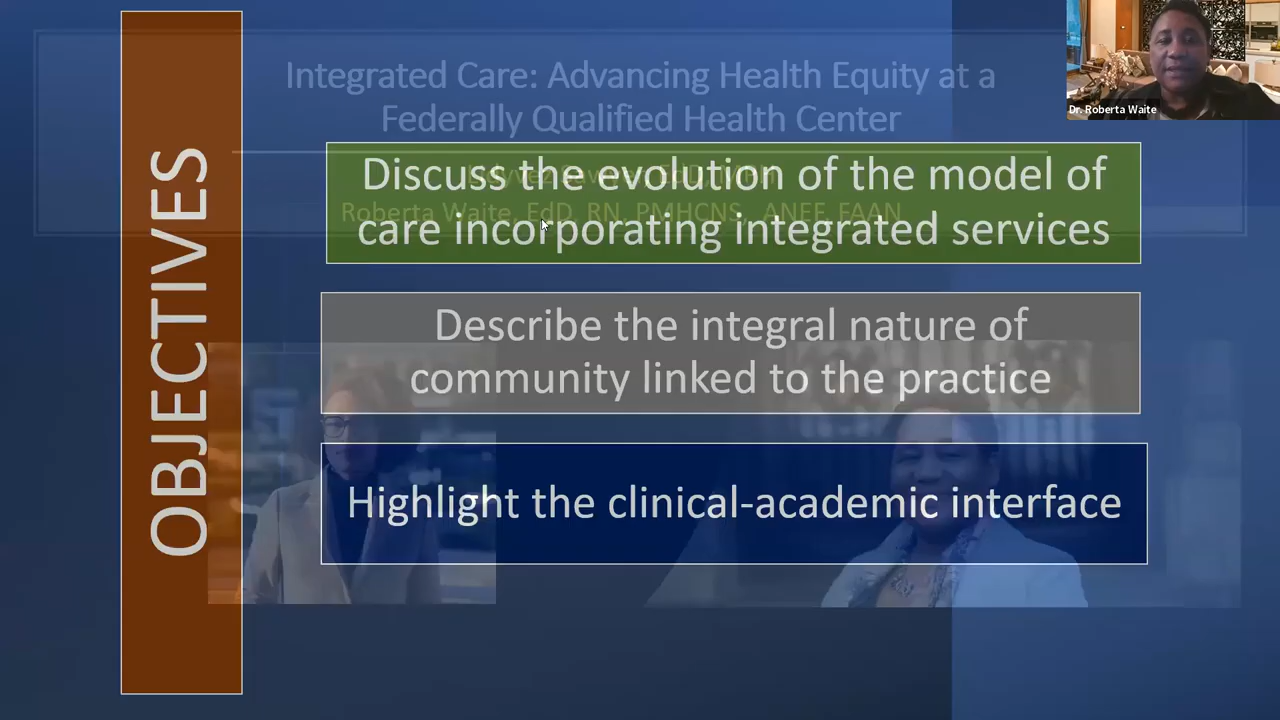 Integrated Care: Advancing Health Equity at a
Federally Qualified Health Center
Roberta Waite, EdD, RN, PMHCNS, ANEF, FAAN
OBJECTIVES
Discuss the evolution of the model of
care incorporating integrated services
Describe the integral nature of
community linked to the practice
Highlight the clinical-academic interface
Dr. Roberta Waite